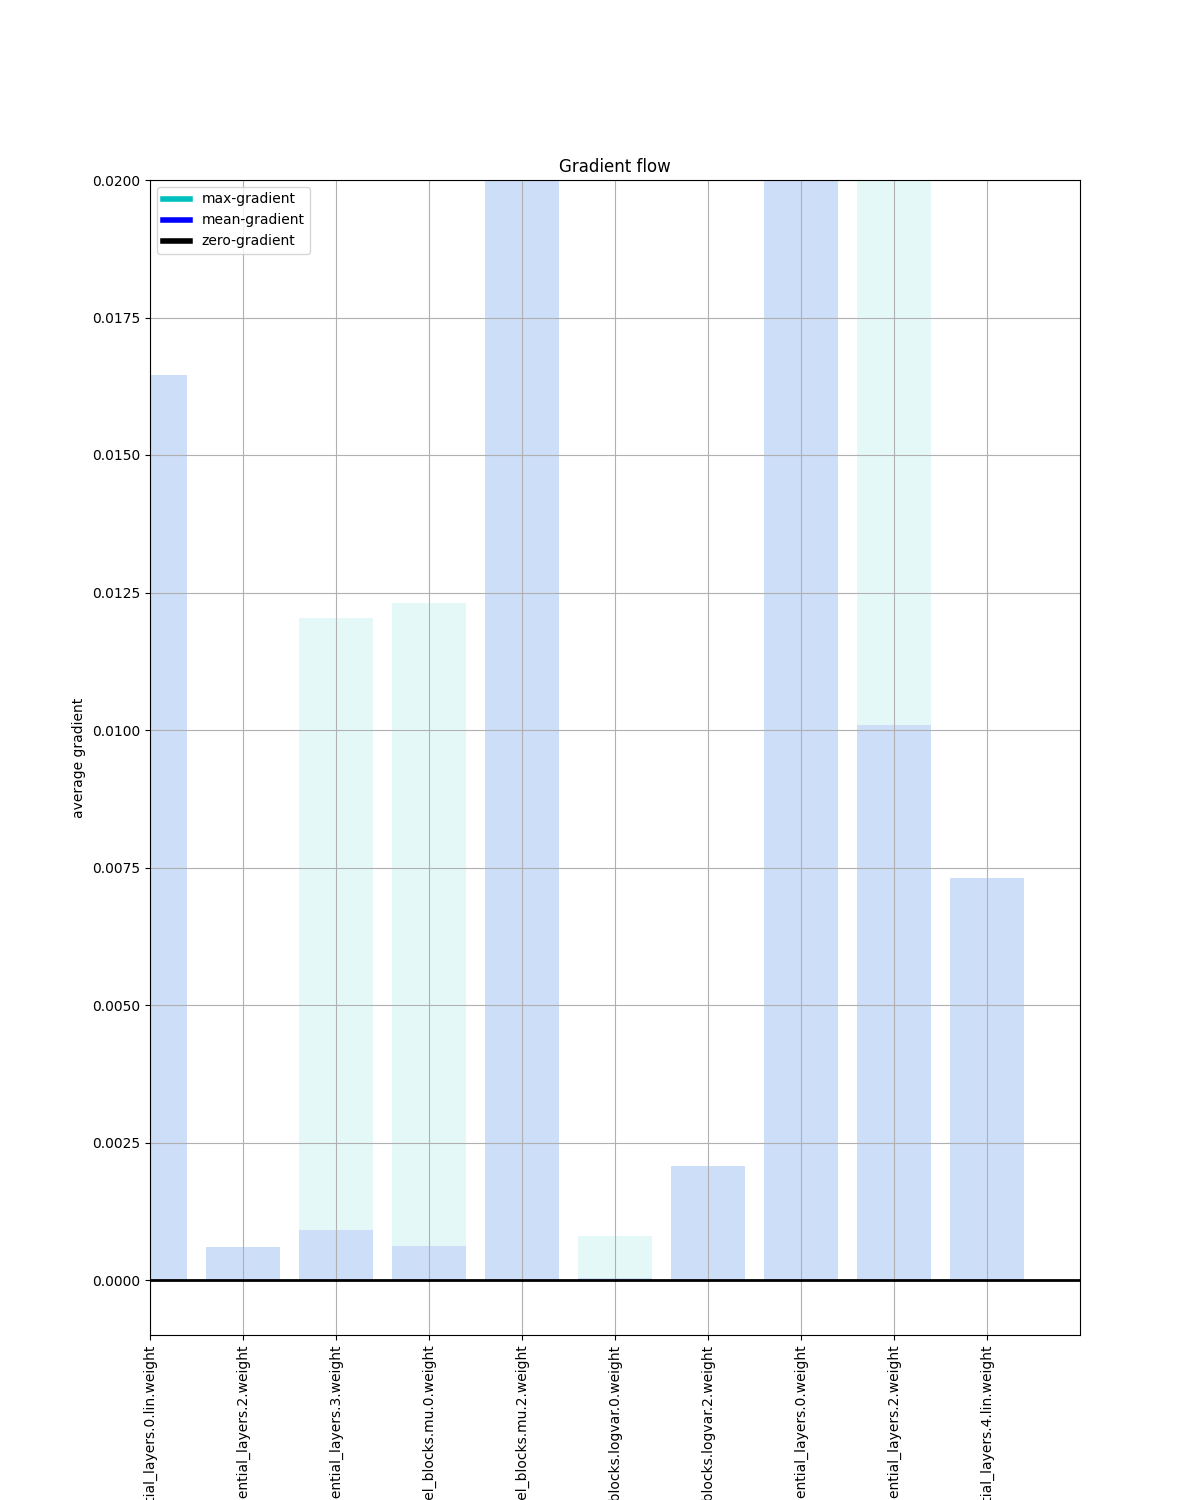 Gradient flow
max-gradient
mean-gradient
zero-gradient
0.0200
0.0175
0.0150
0.0125
0.0100
0.0075
0.0050
0.0025
0.0000
average gradient
tial_layers.0.lin.weight
ential_layers.2.weight
ential_layers.3.weight
el_blocks.mu.0.weight
el_blocks.mu.2.weight
blocks.logvar.0.weight
blocks.logvar.2.weight
ential_layers.0.weight
ential_layers.2.weight
tial_layers.4.lin.weight